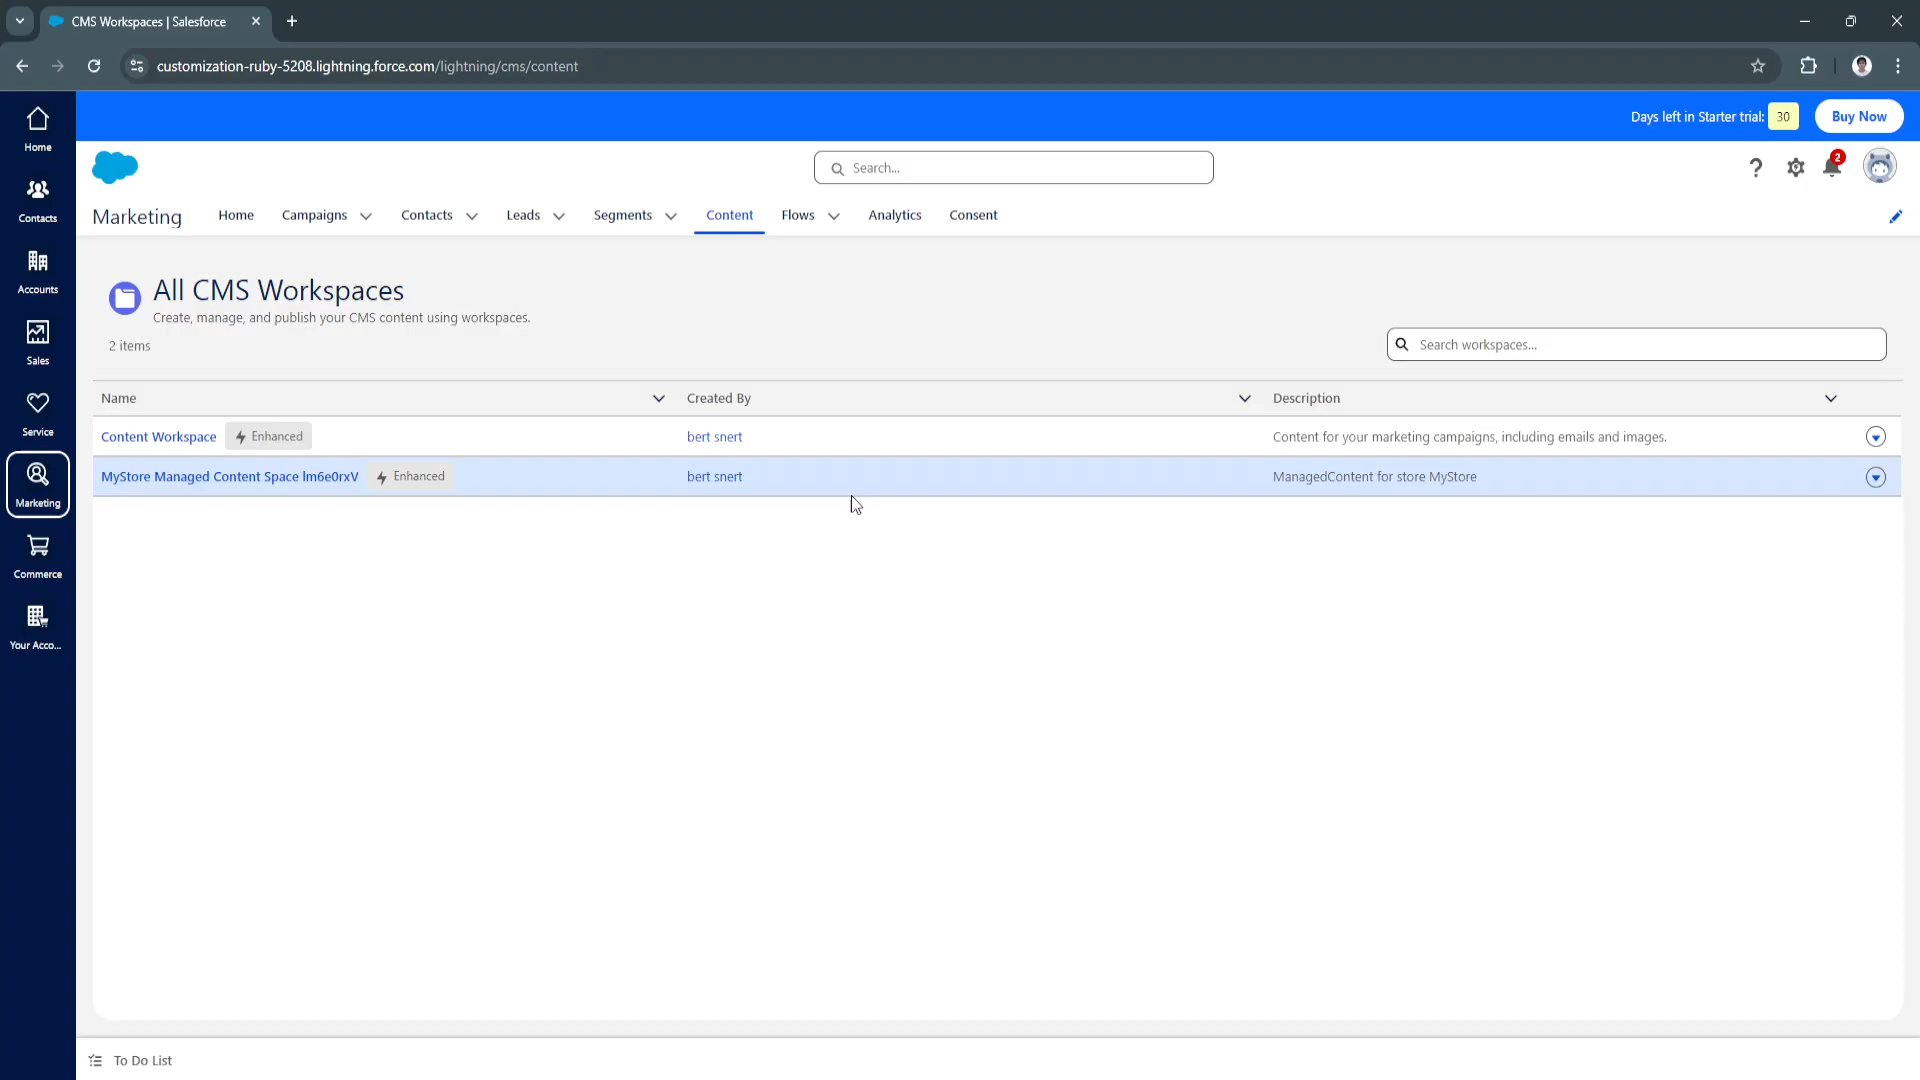 CMS Workspaces | Salesforce
customization-ruby-5208.lightning.force.com/lightning/cms/content
Days left in Starter trial: 30 Buy Now
Search...
2
Marketing Home Campaigns Contacts Leads Segments Content Flows Analytics Consent
Home
Contacts
Accounts
Sales
Service
Marketing
Commerce
Your Acco...
All CMS Workspaces
Create, manage, and publish your CMS content using workspaces.
2 items
Search workspaces...
Name Created By Description
Content Workspace Enhanced bert snert Content for your marketing campaigns, including emails and images.
MyStore Managed Content Space lm6e0rxV Enhanced bert snert ManagedContent for store MyStore
To Do List